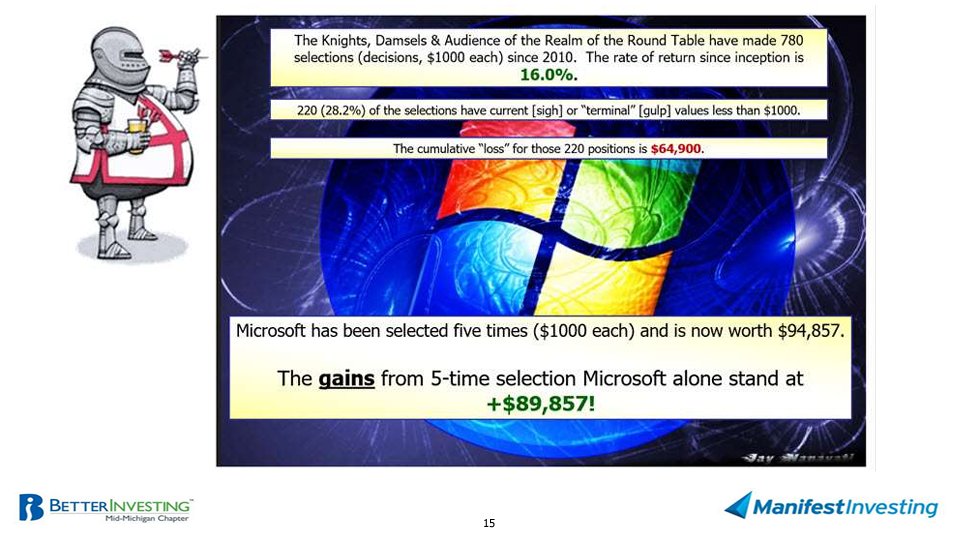 The Knights, Damsels & Audience of the Realm of the Round Table have made 780
selections (decisions, $1000 each) since 2010.  The rate of return since inception is
16.0%.
220 (28.2%) of the selections have current [sigh] or “terminal” [gulp] values less than $1000.
The cumulative “loss” for those 220 positions is $64,900.
Microsoft has been selected five times ($1000 each) and is now worth $94,857.
The gains from 5-time selection Microsoft alone stand at
+$89,857!
Jay Nanavati
BETTERINVESTING™
Mid-Michigan Chapter
15
ManifestInvesting